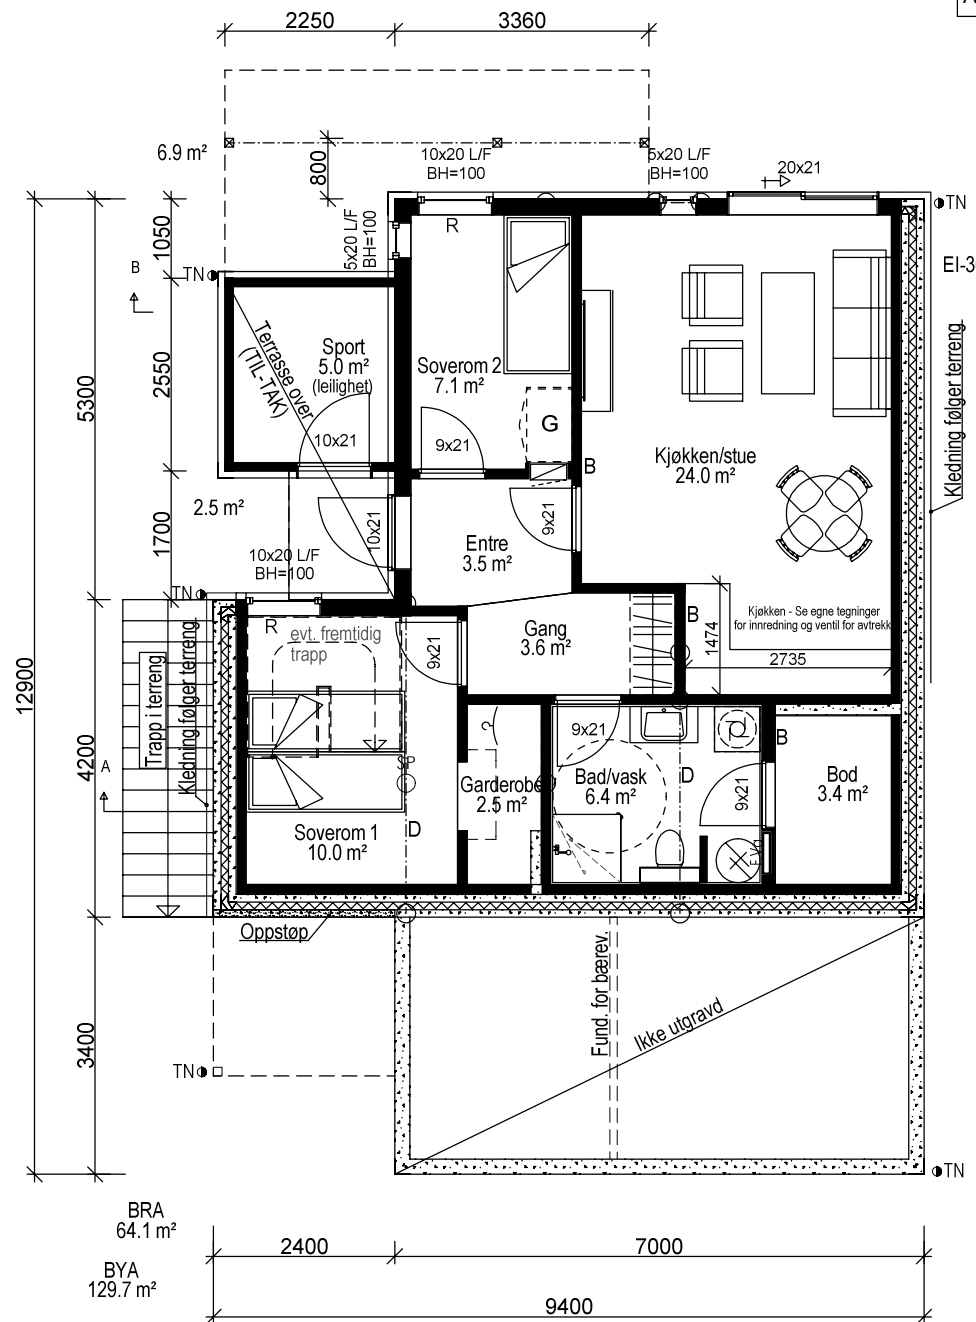 2250
3360
6.9 m²
800
10x20 L/F
BH=100
5x20 L/F
BH=100
20x21
TN
1050
5x20 L/F
BH=100
R
B
TN
EI-3
Terrasse over
(TIL-TAK)
Sport
5.0 m²
(leilighet)
Soverom 2
7.1 m²
2550
5300
Kledning følger terreng
10x21
9x21
G
B
Kjøkken/stue
24.0 m²
2.5 m²
1700
10x21
9x21
Entre
3.5 m²
10x20 L/F
BH=100
TN
R
evt. fremtidig
trapp
9x21
Gang
3.6 m²
B
1474
Kjøkken - Se egne tegninger
for innredning og ventil for avtrekk
2735
12900
Trapp i terreng
Kledning følger terreng
4200
A
?
SP
9x21
Garderobe
2.5 m²
Bad/vask
6.4 m²
D
B
9x21
Bod
3.4 m²
Soverom 1
10.0 m²
D
Oppstøp
Fund. for bærev.
Ikke utgravd
3400
TN
TN
BRA
64.1 m²
2400
7000
BYA
129.7 m²
9400